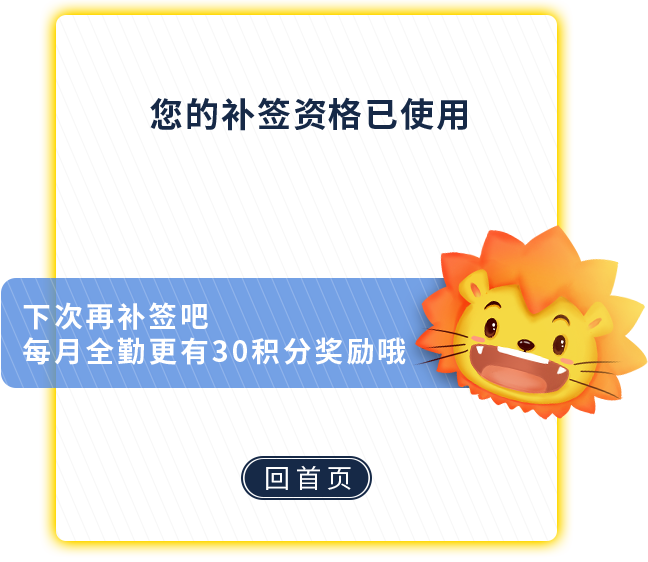 您的补签资格已使用
下次再补签吧
每月全勤更有30积分奖励哦
回首页